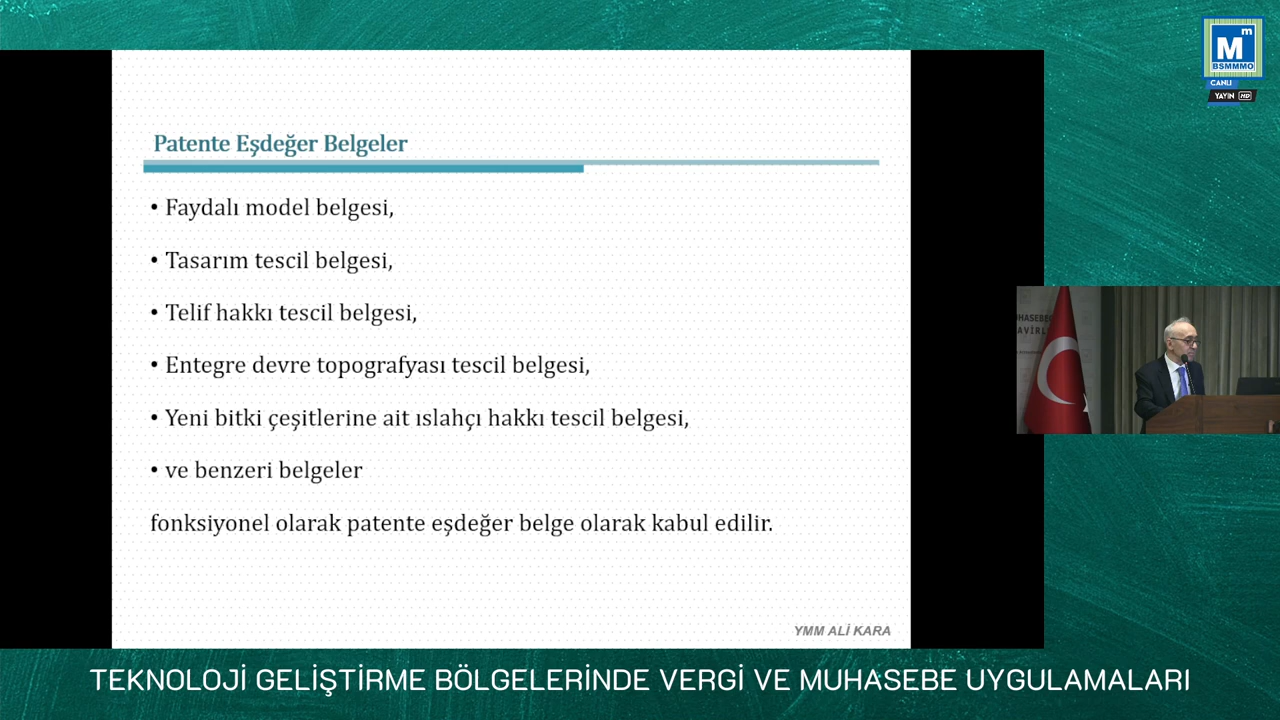 Mm
BSMMMO
CANLI
YAYIN HD
Patente Eşdeğer Belgeler
• Faydalı model belgesi,
• Tasarım tescil belgesi,
• Telif hakkı tescil belgesi,
• Entegre devre topografyası tescil belgesi,
• Yeni bitki çeşitlerine ait ıslahçı hakkı tescil belgesi,
• ve benzeri belgeler
fonksiyonel olarak patente eşdeğer belge olarak kabul edilir.
YMM ALİ KARA
TEKNOLOJİ GELİŞTİRME BÖLGELERİNDE VERGİ VE MUHASEBE UYGULAMALARI